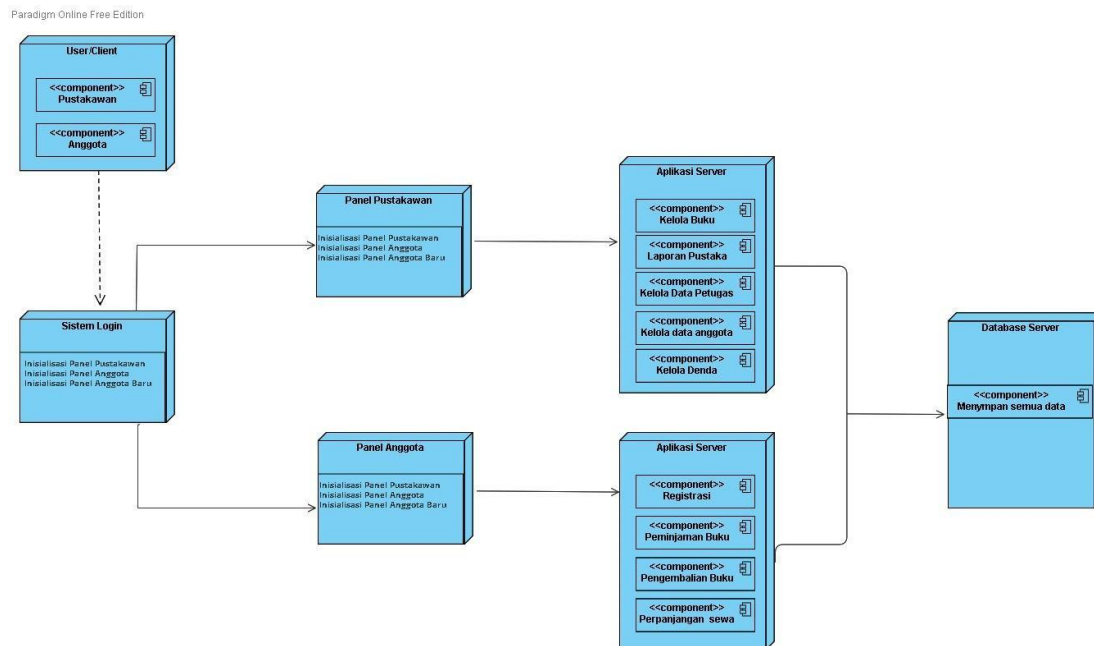 Paradigm Online Free Edition
User/Client
<<component>>
Pustakawan
<<component>>
Anggota
Sistem Login
Inisialisasi Panel Pustakawan
Inisialisasi Panel Anggota
Inisialisasi Panel Anggota Baru
Panel Pustakawan
Inisialisasi Panel Pustakawan
Inisialisasi Panel Anggota
Inisialisasi Panel Anggota Baru
Panel Anggota
Inisialisasi Panel Pustakawan
Inisialisasi Panel Anggota
Inisialisasi Panel Anggota Baru
Aplikasi Server
<<component>>
Kelola Buku
<<component>>
Laporan Pustaka
<<component>>
Kelola Data Petugas
<<component>>
Kelola data anggota
<<component>>
Kelola Denda
Aplikasi Server
<<component>>
Registrasi
<<component>>
Peminjaman Buku
<<component>>
Pengembalian Buku
<<component>>
Perpanjangan sewa
Database Server
<<component>>
Menympan semua data